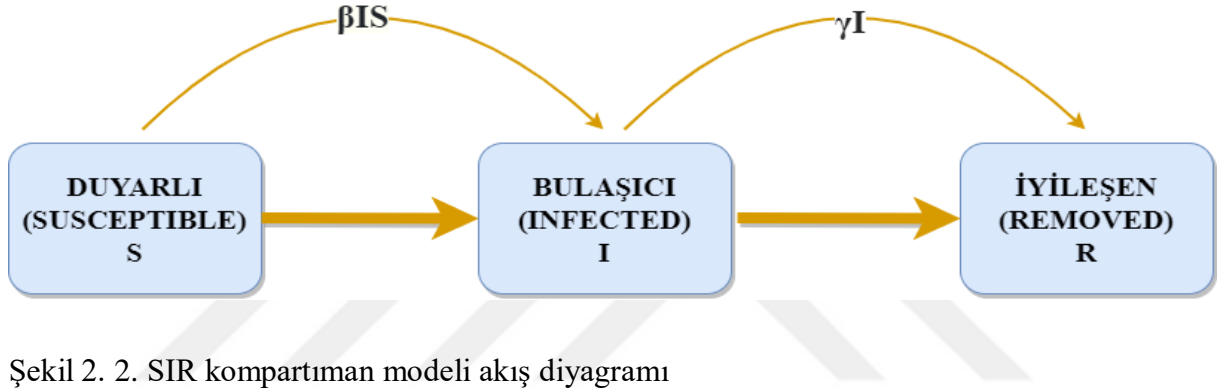 βIS
γI
DUYARLI
(SUSCEPTIBLE)
S
BULAŞICI
(INFECTED)
I
İYİLEŞEN
(REMOVED)
R
Şekil 2. 2. SIR kompartıman modeli akış diyagramı